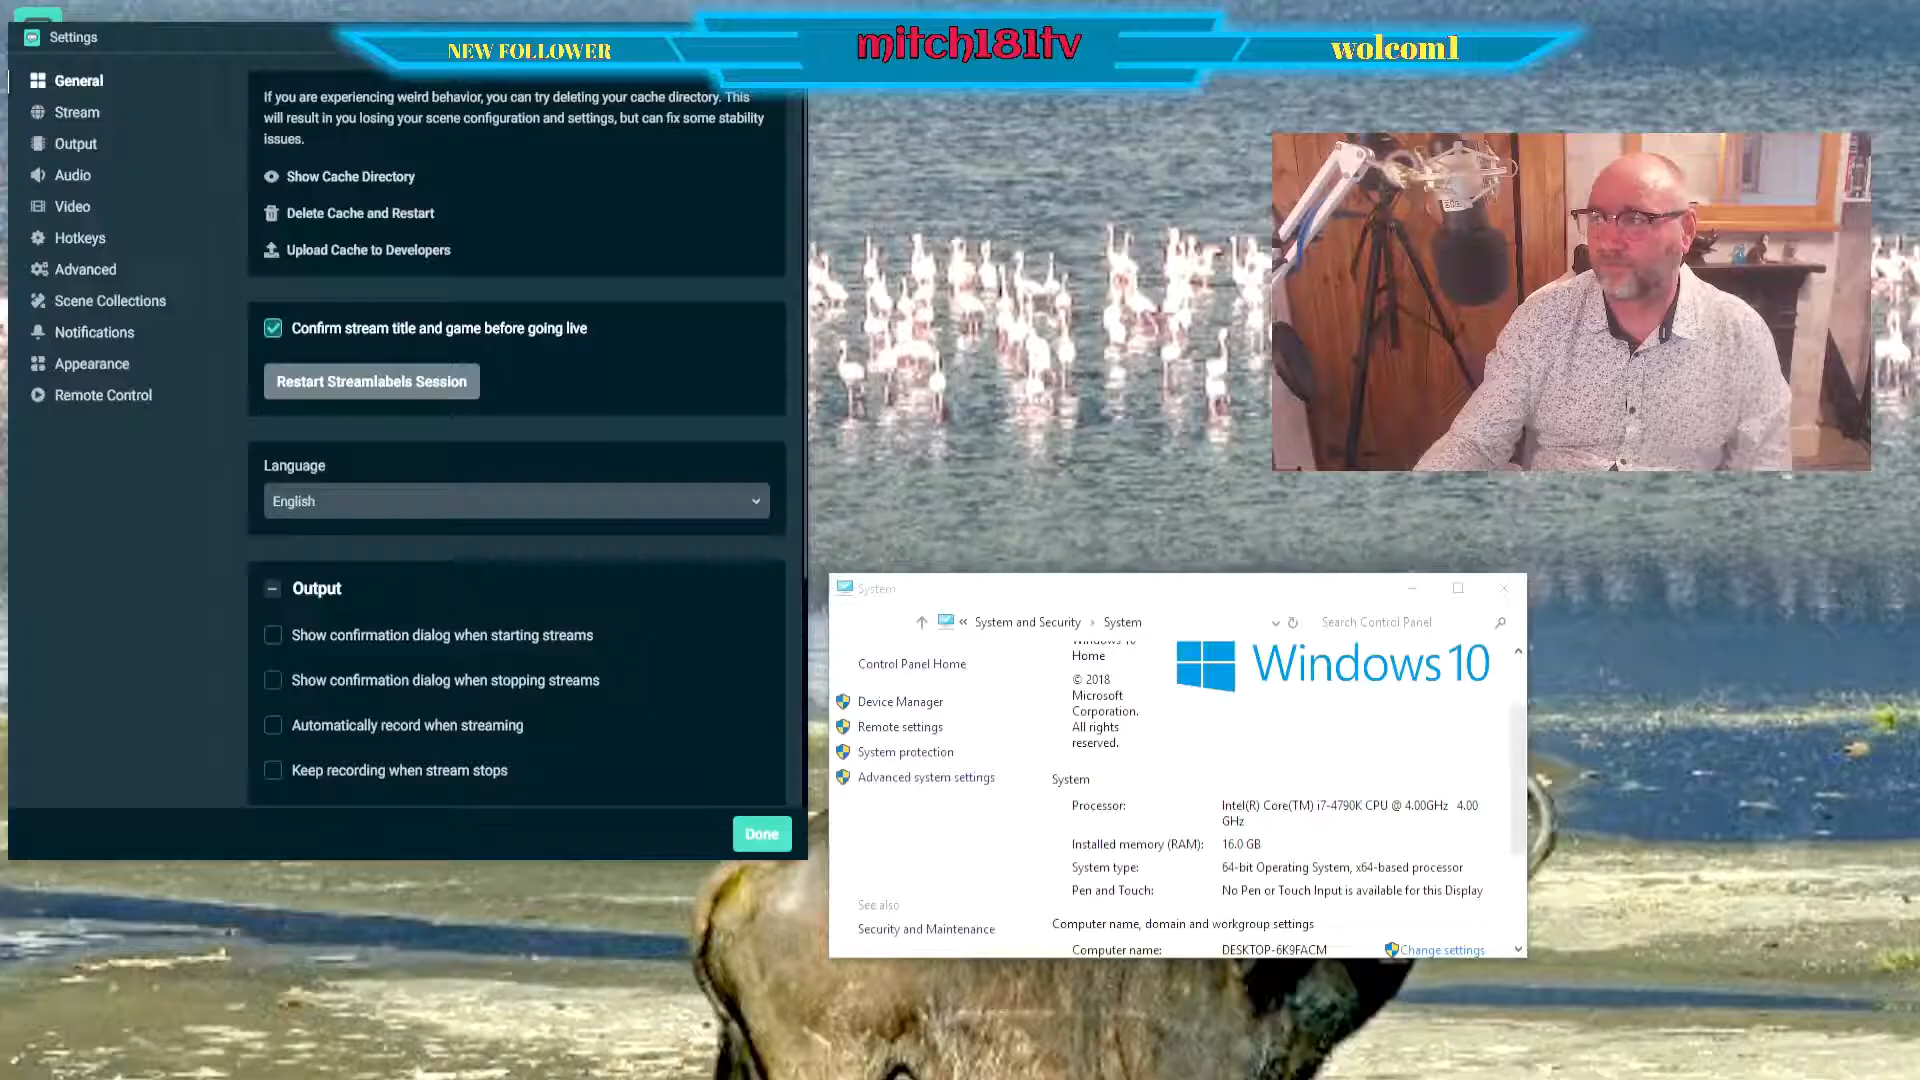 Settings
NEW FOLLOWER
mitch181tv
wolcom1
General
Stream
Output
Audio
Video
Hotkeys
Advanced
Scene Collections
Notifications
Appearance
Remote Control
If you are experiencing weird behavior, you can try deleting your cache directory. This
will result in you losing your scene configuration and settings, but can fix some stability
issues.
Show Cache Directory
Delete Cache and Restart
Upload Cache to Developers
Confirm stream title and game before going live
Restart Streamlabels Session
Language
English
Output
Show confirmation dialog when starting streams
Show confirmation dialog when stopping streams
Automatically record when streaming
Keep recording when stream stops
Done
System
« System and Security › System
Search Control Panel
Control Panel Home
Device Manager
Remote settings
System protection
Advanced system settings
See also
Security and Maintenance
Windows 10
Home
© 2018
Microsoft
Corporation.
All rights
reserved.
Windows 10
System
Processor: Intel(R) Core(TM) i7-4790K CPU @ 4.00GHz 4.00
GHz
Installed memory (RAM): 16.0 GB
System type: 64-bit Operating System, x64-based processor
Pen and Touch: No Pen or Touch Input is available for this Display
Computer name, domain and workgroup settings
Computer name: DESKTOP-6K9FACM
Change settings